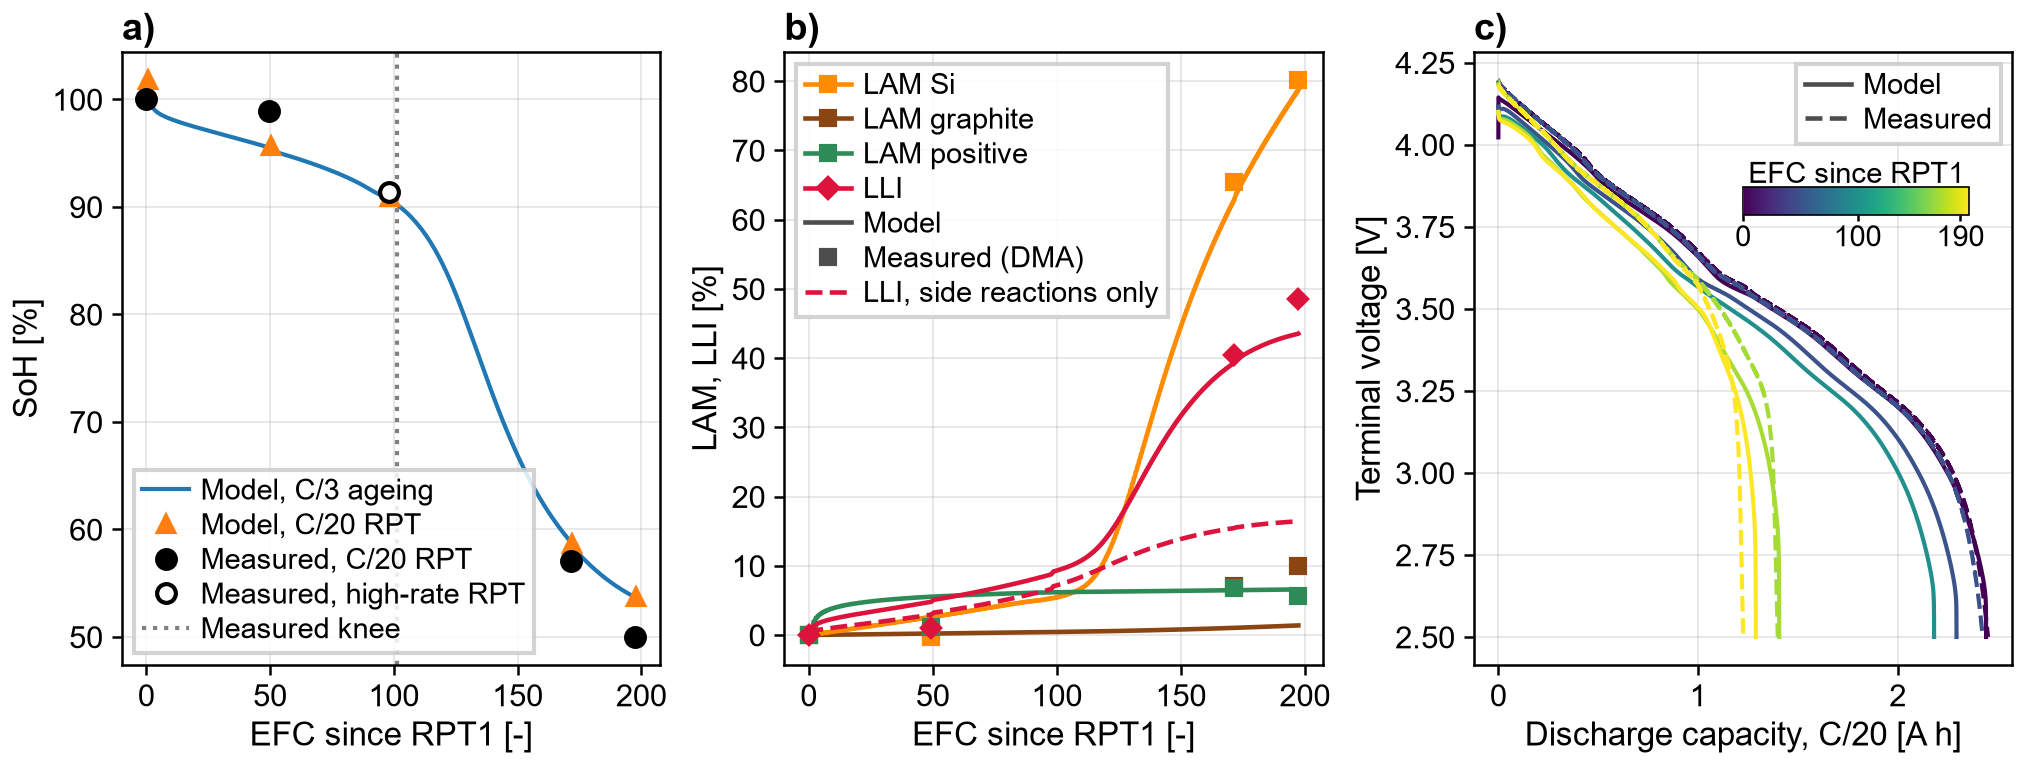 a)
100
90
80
70
60
50
SoH [%]
Model, C/3 ageing
Model, C/20 RPT
Measured, C/20 RPT
Measured, high-rate RPT
Measured knee
0
50
100
150
200
EFC since RPT1 [-]
b)
80
70
60
50
40
30
20
10
0
LAM, LLI [%]
LAM Si
LAM graphite
LAM positive
LLI
Model
Measured (DMA)
LLI, side reactions only
0
50
100
150
200
EFC since RPT1 [-]
c)
4.25
4.00
3.75
3.50
3.25
3.00
2.75
2.50
Terminal voltage [V]
Model
Measured
EFC since RPT1
0
100
190
0
1
2
Discharge capacity, C/20 [A h]